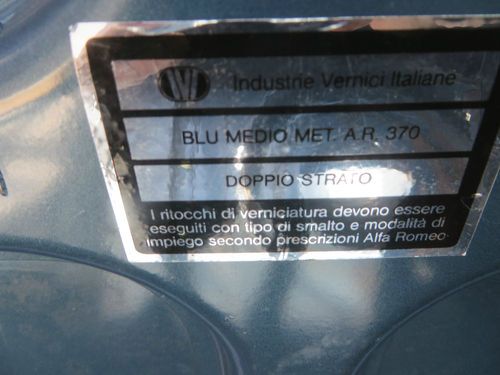 IVI Industrie Vernici Italiane
BLU MEDIO MET. A.R. 370
DOPPIO STRATO
I ritocchi di verniciatura devono essere
eseguiti con tipo di smalto e modalità di
impiego secondo prescrizioni Alfa Romeo